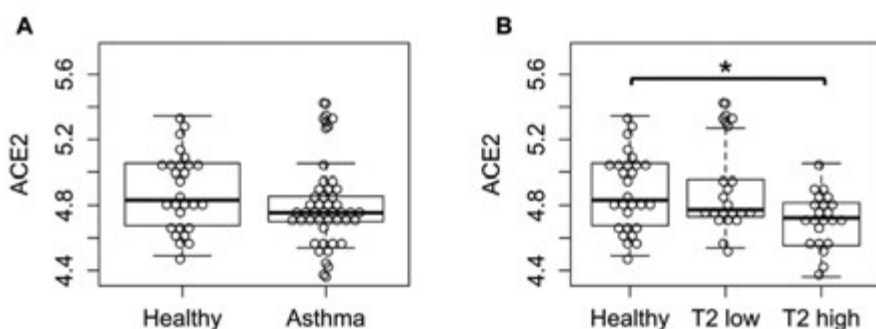 A
ACE2
5.6
5.2
4.8
4.4
Healthy
Asthma
B
*
ACE2
5.6
5.2
4.8
4.4
Healthy
T2 low
T2 high